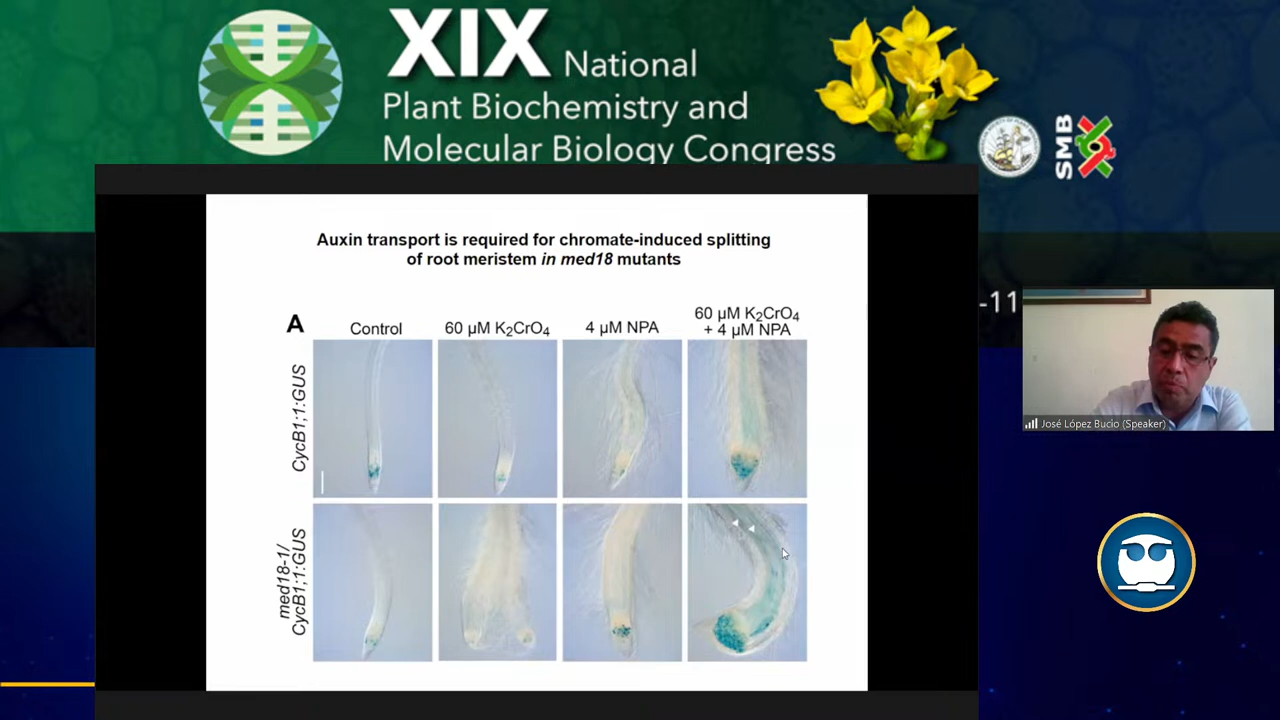 XIX National
Plant Biochemistry and
Molecular Biology Congress
SMB
Auxin transport is required for chromate-induced splitting
of root meristem in med18 mutants
A
Control
60 µM K₂CrO₄
4 µM NPA
60 µM K₂CrO₄
+ 4 µM NPA
CycB1;1:GUS
med18-1/
CycB1;1:GUS
-11
José López Bucio (Speaker)